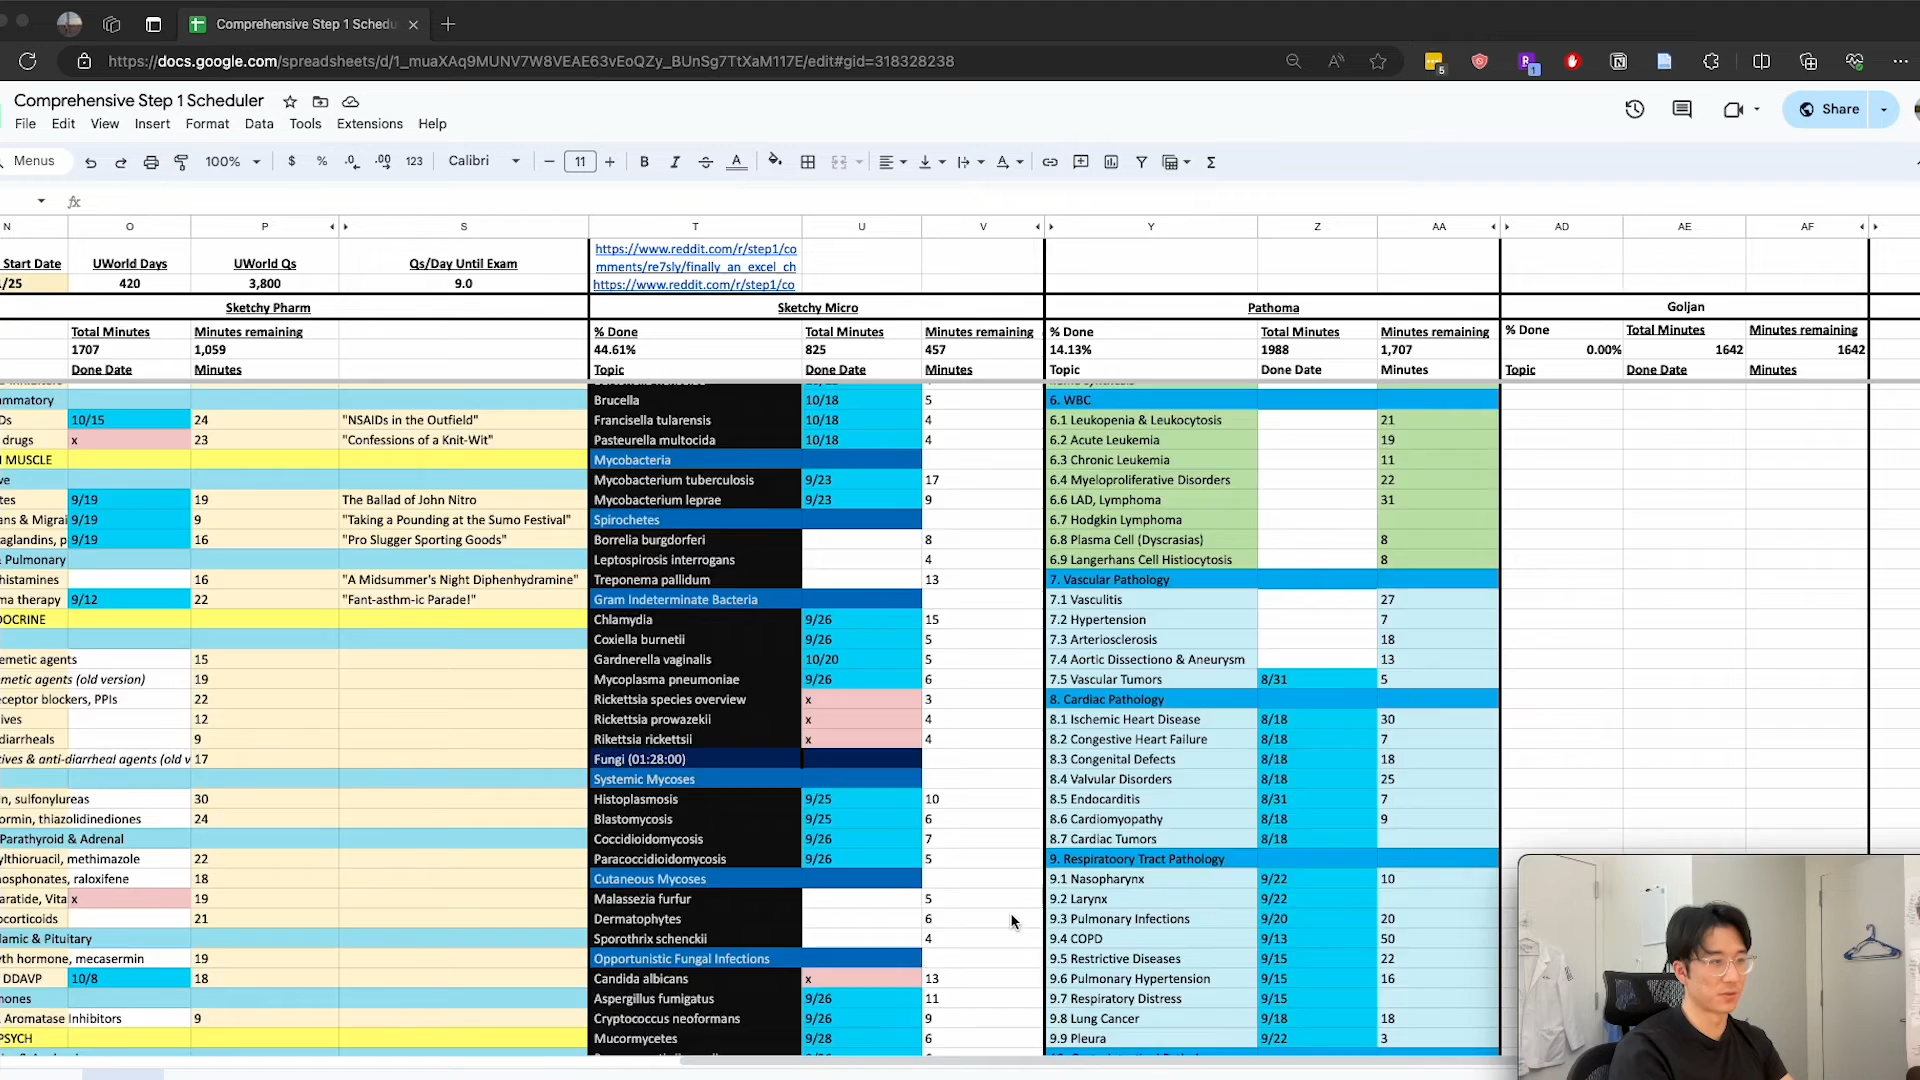 Comprehensive Step 1 Schedu
https://docs.google.com/spreadsheets/d/1_muaXAq9MUNV7W8VEAE63vEoQZy_BUnSg7TtXaM117E/edit#gid=318328238
5
1
Comprehensive Step 1 Scheduler
File Edit View Insert Format Data Tools Extensions Help
Share
Menus 100% $ % .0 .00 123 Calibri 11 B I A
fx
N O P S T U V Y Z AA AD AE AF
https://www.reddit.com/r/step1/co
Start Date UWorld Days UWorld Qs Qs/Day Until Exam mments/re7sly/finally_an_excel_ch
/25 420 3,800 9.0 https://www.reddit.com/r/step1/co
Sketchy Pharm Sketchy Micro Pathoma Goljan
Total Minutes Minutes remaining % Done Total Minutes Minutes remaining % Done Total Minutes Minutes remaining % Done Total Minutes Minutes remaining
1707 1,059 44.61% 825 457 14.13% 1988 1,707 0.00% 1642 1642
Done Date Minutes Topic Done Date Minutes Topic Done Date Minutes Topic Done Date Minutes
mmatory Brucella 10/18 5 6. WBC
Ds 10/15 24 "NSAIDs in the Outfield" Francisella tularensis 10/18 4 6.1 Leukopenia & Leukocytosis 21
drugs x 23 "Confessions of a Knit-Wit" Pasteurella multocida 10/18 4 6.2 Acute Leukemia 19
MUSCLE Mycobacteria 6.3 Chronic Leukemia 11
ve Mycobacterium tuberculosis 9/23 17 6.4 Myeloproliferative Disorders 22
tes 9/19 19 The Ballad of John Nitro Mycobacterium leprae 9/23 9 6.6 LAD, Lymphoma 31
ans & Migrai 9/19 9 "Taking a Pounding at the Sumo Festival" Spirochetes 6.7 Hodgkin Lymphoma
aglandins, p 9/19 16 "Pro Slugger Sporting Goods" Borrelia burgdorferi 8 6.8 Plasma Cell (Dyscrasias) 8
& Pulmonary Leptospirosis interrogans 4 6.9 Langerhans Cell Histiocytosis 8
histamines 16 "A Midsummer's Night Diphenhydramine" Treponema pallidum 13 7. Vascular Pathology
ma therapy 9/12 22 "Fant-asthm-ic Parade!" Gram Indeterminate Bacteria 7.1 Vasculitis 27
DOCRINE Chlamydia 9/26 15 7.2 Hypertension 7
Coxiella burnetii 9/26 5 7.3 Arteriosclerosis 18
emetic agents 15 Gardnerella vaginalis 10/20 5 7.4 Aortic Dissectiono & Aneurysm 13
metic agents (old version) 19 Mycoplasma pneumoniae 9/26 6 7.5 Vascular Tumors 8/31 5
eceptor blockers, PPIs 22 Rickettsia species overview x 3 8. Cardiac Pathology
ives 12 Rickettsia prowazekii x 4 8.1 Ischemic Heart Disease 8/18 30
diarrheals 9 Rikettsia rickettsii x 4 8.2 Congestive Heart Failure 8/18 7
tives & anti-diarrheal agents (old v 17 Fungi (01:28:00) 8.3 Congenital Defects 8/18 18
Systemic Mycoses 8.4 Valvular Disorders 8/18 25
in, sulfonylureas 30 Histoplasmosis 9/25 10 8.5 Endocarditis 8/31 7
ormin, thiazolidinediones 24 Blastomycosis 9/25 6 8.6 Cardiomyopathy 8/18 9
Parathyroid & Adrenal Coccidioidomycosis 9/26 7 8.7 Cardiac Tumors 8/18
ylthioruacil, methimazole 22 Paracoccidioidomycosis 9/26 5 9. Respiratoory Tract Pathology
sphonates, raloxifene 18 Cutaneous Mycoses 9.1 Nasopharynx 9/22 10
aratide, Vita x 19 Malassezia furfur 5 9.2 Larynx 9/22
ocorticoids 21 Dermatophytes 6 9.3 Pulmonary Infections 9/20 20
lamic & Pituitary Sporothrix schenckii 4 9.4 COPD 9/13 50
vth hormone, mecasermin 19 Opportunistic Fungal Infections 9.5 Restrictive Diseases 9/15 22
DDAVP 10/8 18 Candida albicans x 13 9.6 Pulmonary Hypertension 9/15 16
mones Aspergillus fumigatus 9/26 11 9.7 Respiratory Distress 9/15
Aromatase Inhibitors 9 Cryptococcus neoformans 9/26 9 9.8 Lung Cancer 9/18 18
PSYCH Mucormycetes 9/28 6 9.9 Pleura 9/22 3